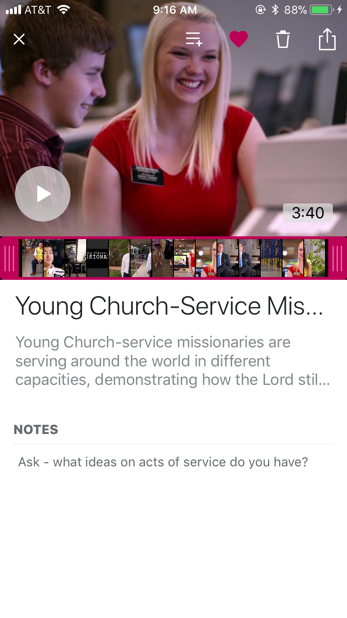 AT&T 9:16 AM 88%
3:40
Young Church-Service Mis...
Young Church-service missionaries are
serving around the world in different
capacities, demonstrating how the Lord stil...
NOTES
Ask - what ideas on acts of service do you have?